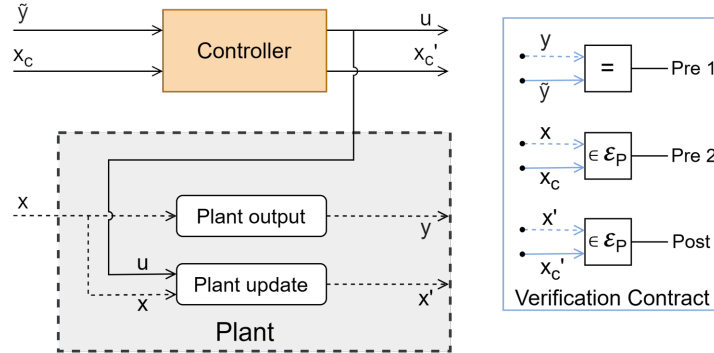 ỹ
u
Controller
x_c
x_c'
x
Plant output
y
u
Plant update
x
x'
Plant
y
=
Pre 1
ỹ
x
∈ 𝓔_P
Pre 2
x_c
x'
∈ 𝓔_P
Post
x_c'
Verification Contract